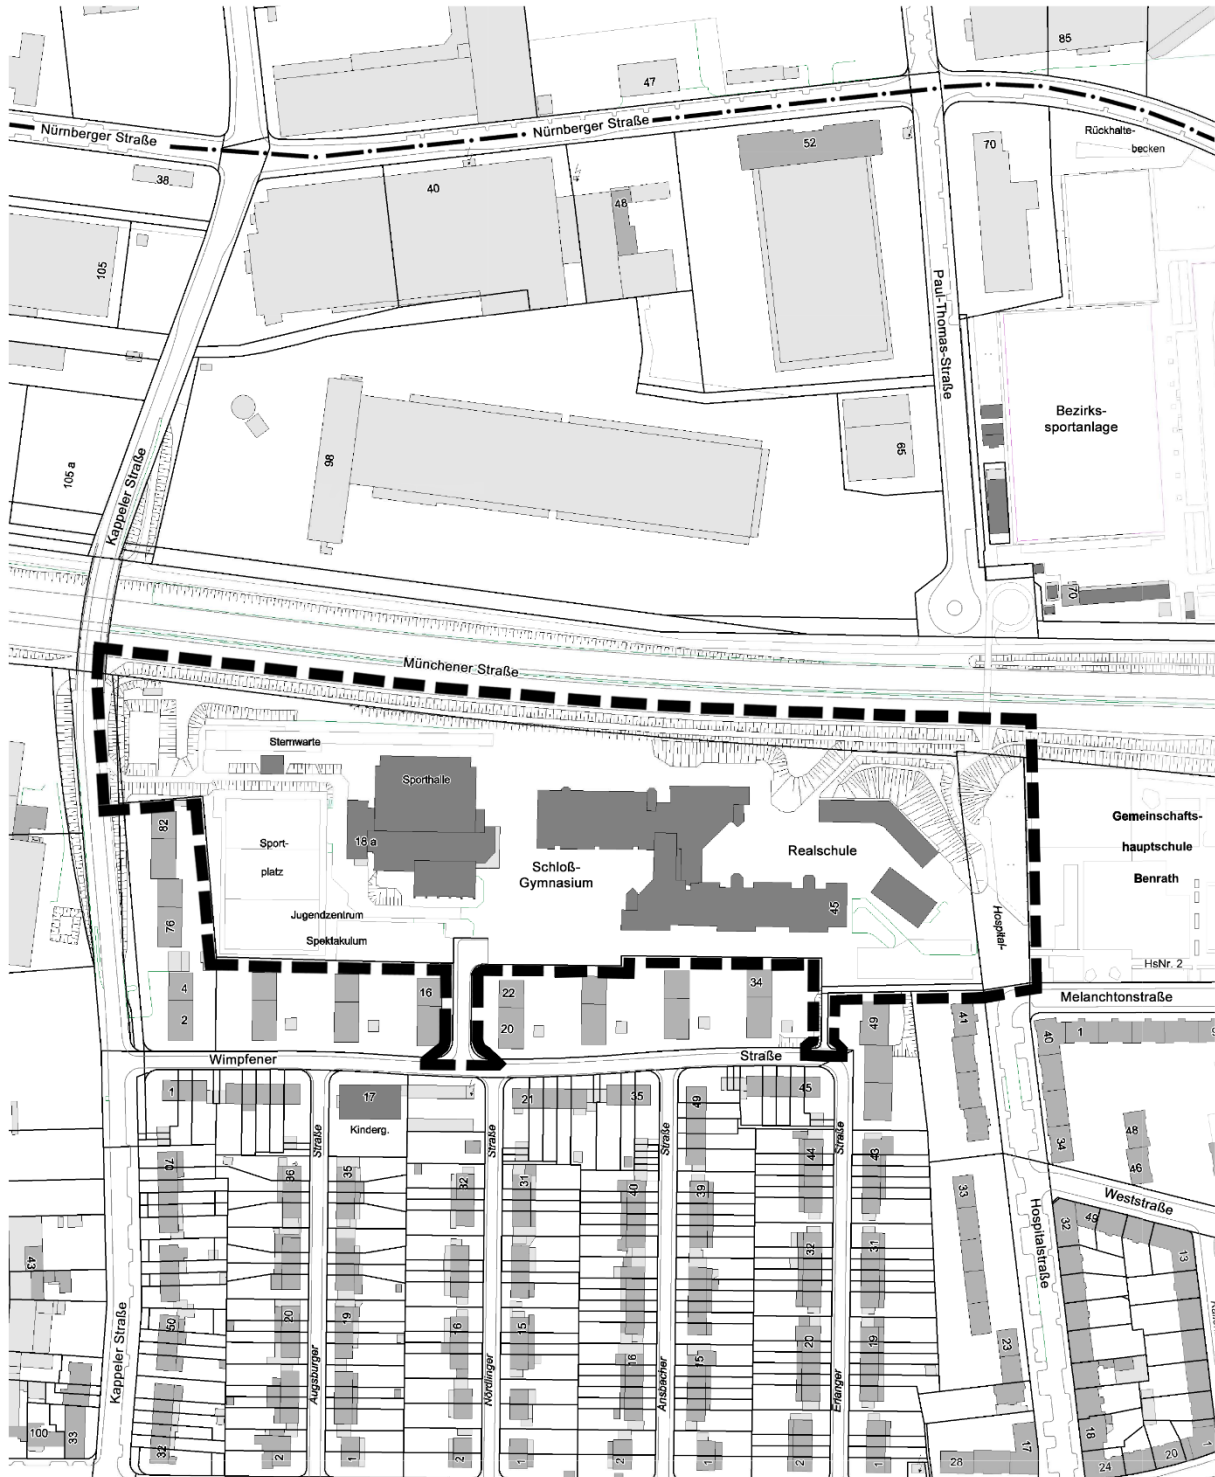 85
47
Nürnberger Straße
Nürnberger Straße
52
70
Rückhalte-
becken
38
40
48
105
Paul-Thomas-Straße
Bezirks-
sportanlage
65
98
105 a
Kappeler Straße
70
Münchener Straße
Sternwarte
Sporthalle
18 a
Sport-
platz
Schloß-
Gymnasium
Realschule
Gemeinschafts-
hauptschule
Benrath
82
76
45
Jugendzentrum
Spektakulum
Hospital-
HsNr. 2
Melanchtonstraße
4
2
16
22
20
34
49
41
40
1
9
Wimpfener
Straße
1
17
Kinderg.
21
35
49
45
48
46
34
Straße
Straße
Straße
Straße
70
36
35
32
31
40
39
44
43
33
Weststraße
32
49
13
Hospitalstraße
43
32
31
50
20
19
16
15
16
15
20
19
23
Kappeler Straße
Augsburger
Nördlinger
Ansbacher
Erlanger
100
33
32
2
1
2
1
2
1
2
1
28
17
18
24
20
1